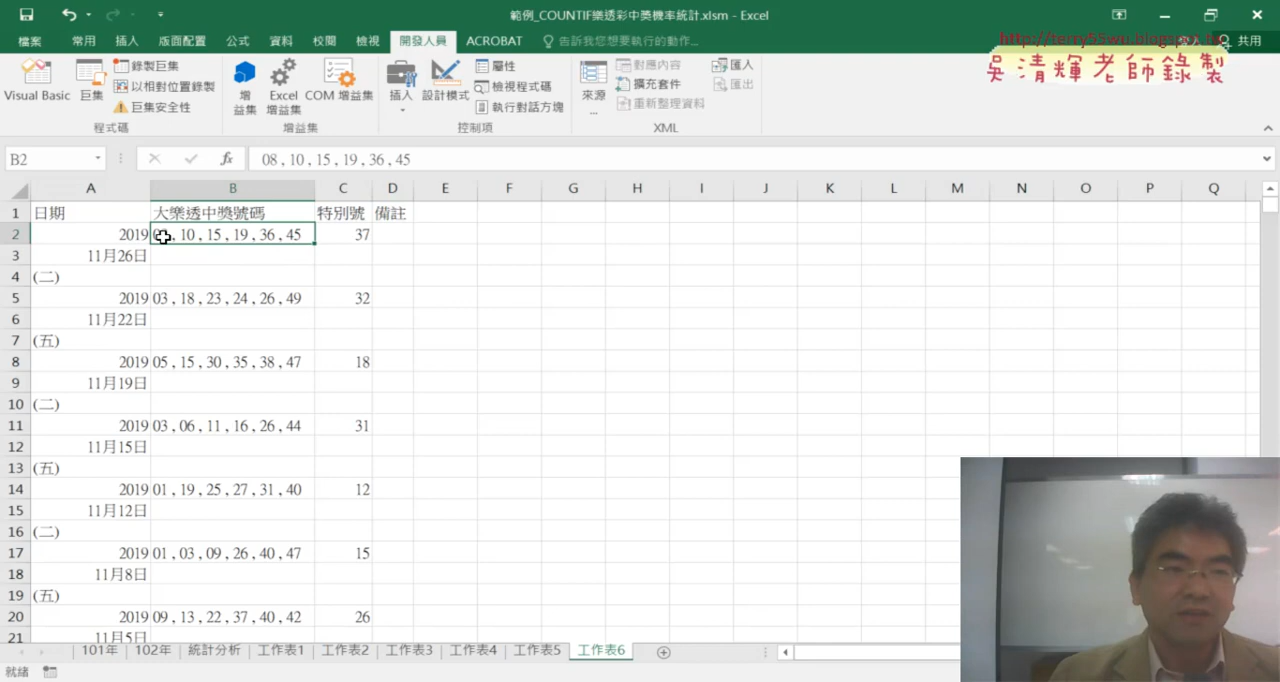 範例_COUNTIF樂透彩中獎機率統計.xlsm - Excel
檔案 常用 插入 版面配置 公式 資料 校閱 檢視 開發人員 ACROBAT 告訴我您想要執行的動作... 共用
http://terry55wu.blogspot.tw
吳清輝老師錄製
Visual Basic 巨集 錄製巨集 以相對位置錄製 巨集安全性 程式碼
增益集 Excel 增益集 COM 增益集 增益集
插入 設計模式 屬性 檢視程式碼 執行對話方塊 控制項
來源... 對應內容 擴充套件 重新整理資料 匯入 匯出 XML
B2 fx 08 , 10 , 15 , 19 , 36 , 45
A B C D E F G H I J K L M N O P Q
1 日期 大樂透中獎號碼 特別號 備註
2 2019 , 10 , 15 , 19 , 36 , 45 37
3 11月26日
4 (二)
5 2019 03 , 18 , 23 , 24 , 26 , 49 32
6 11月22日
7 (五)
8 2019 05 , 15 , 30 , 35 , 38 , 47 18
9 11月19日
10 (二)
11 2019 03 , 06 , 11 , 16 , 26 , 44 31
12 11月15日
13 (五)
14 2019 01 , 19 , 25 , 27 , 31 , 40 12
15 11月12日
16 (二)
17 2019 01 , 03 , 09 , 26 , 40 , 47 15
18 11月8日
19 (五)
20 2019 09 , 13 , 22 , 37 , 40 , 42 26
21 11月5日
101年 102年 統計分析 工作表1 工作表2 工作表3 工作表4 工作表5 工作表6
就緒